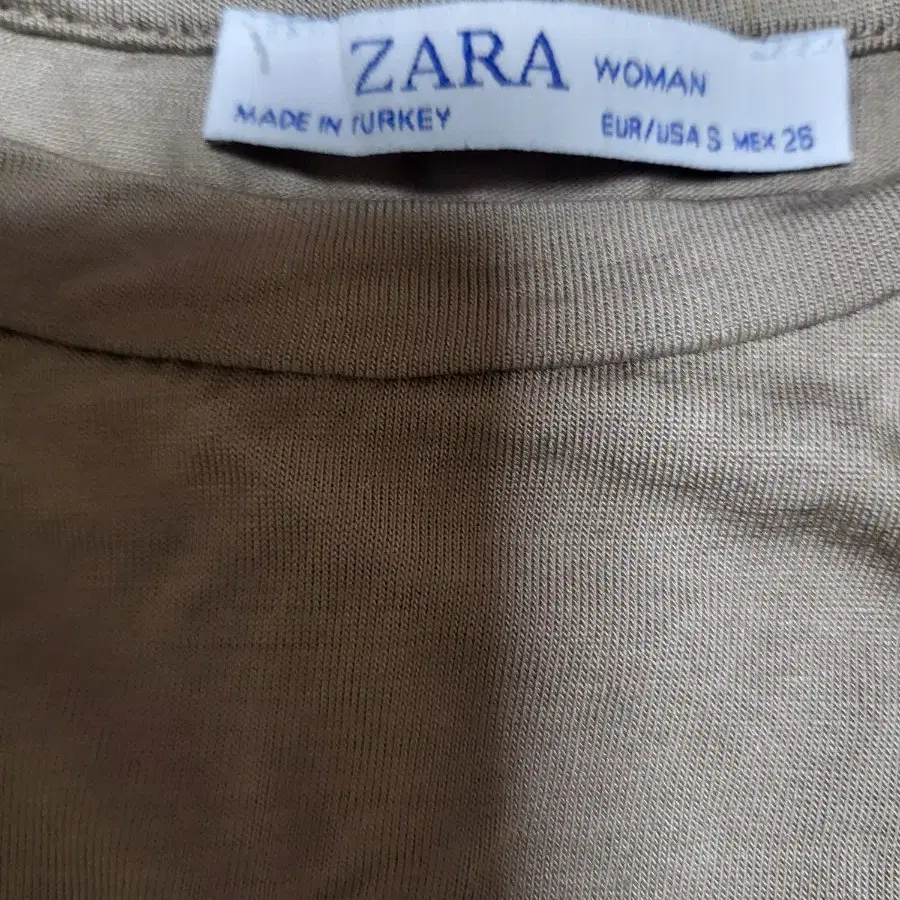 ZARA WOMAN
MADE IN TURKEY EUR/USA S MEX 26